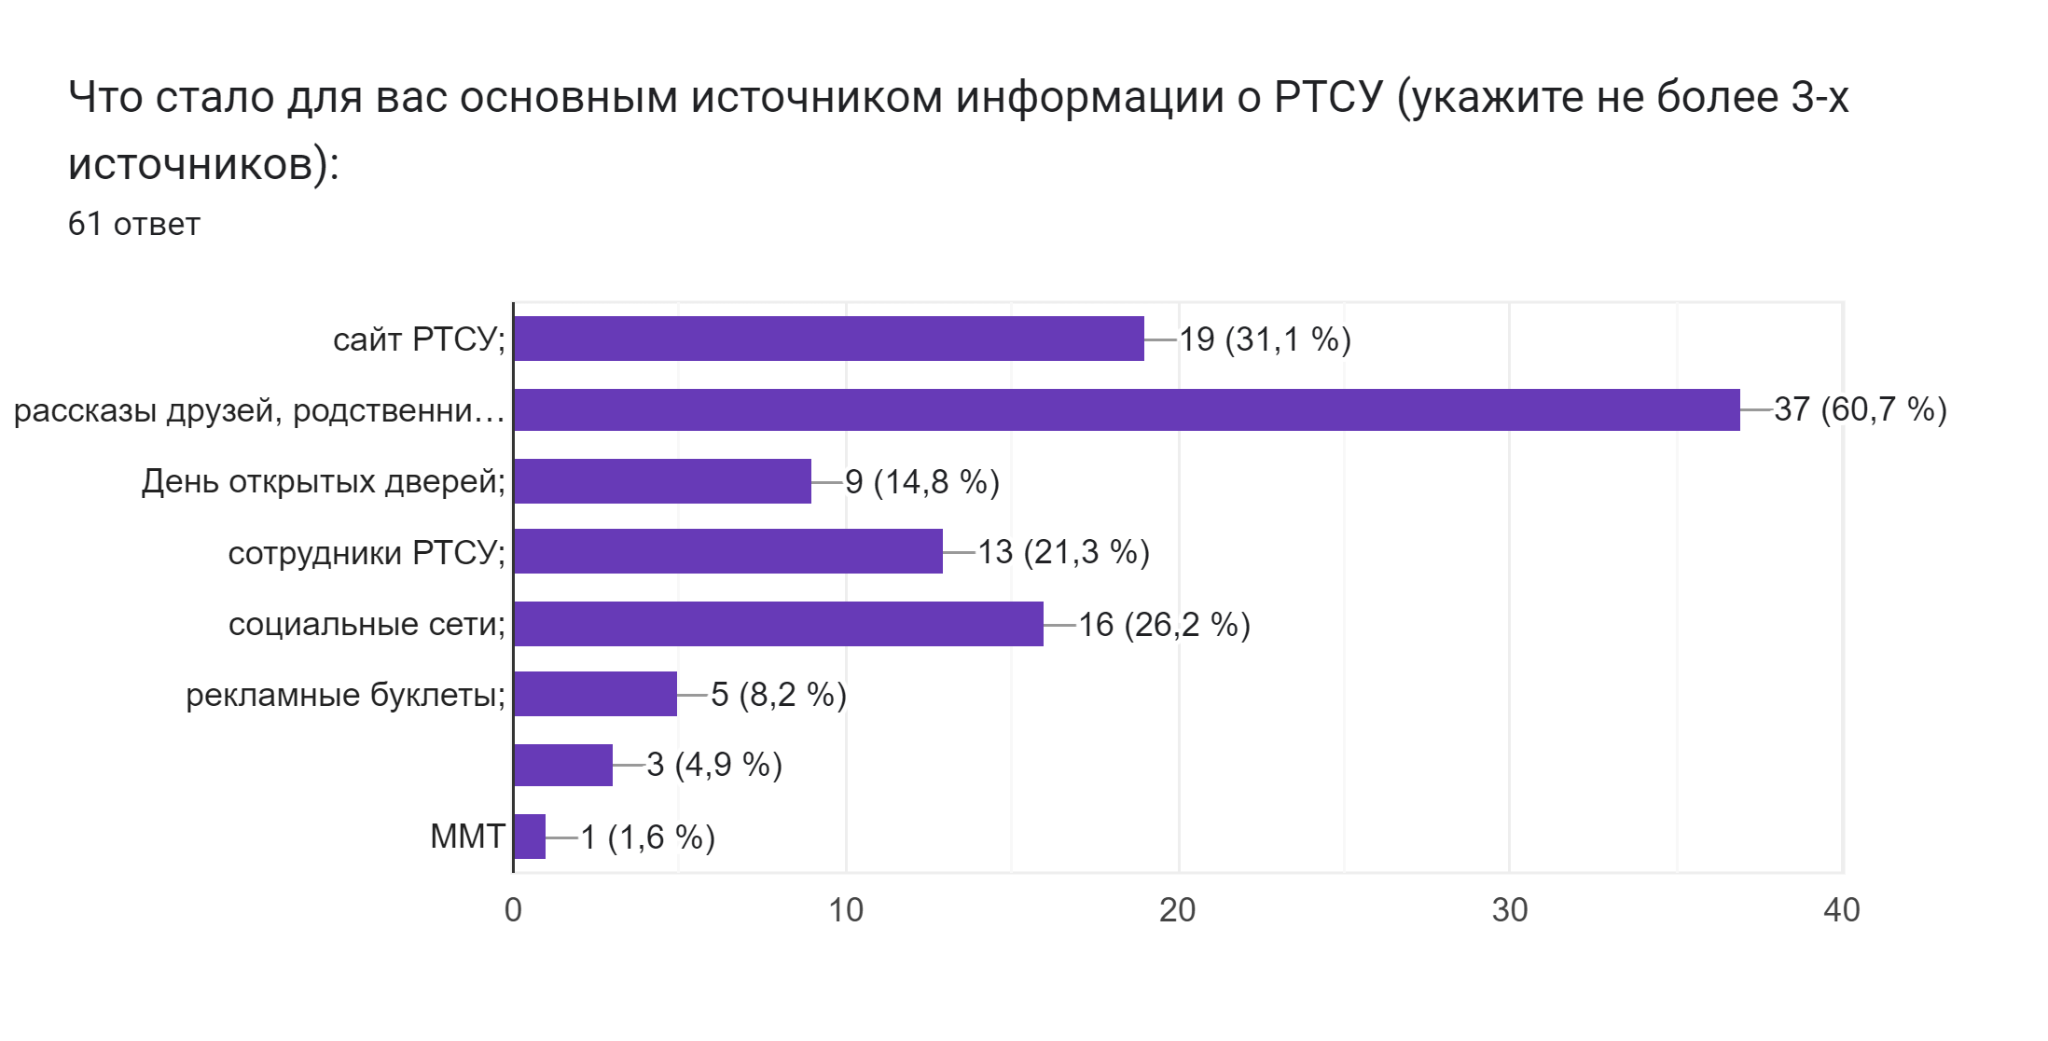 Что стало для вас основным источником информации о РТСУ (укажите не более 3-х
источников):
61 ответ
сайт РТСУ; 19 (31,1 %)
рассказы друзей, родственни… 37 (60,7 %)
День открытых дверей; 9 (14,8 %)
сотрудники РТСУ; 13 (21,3 %)
социальные сети; 16 (26,2 %)
рекламные буклеты; 5 (8,2 %)
3 (4,9 %)
ММТ 1 (1,6 %)
0 10 20 30 40